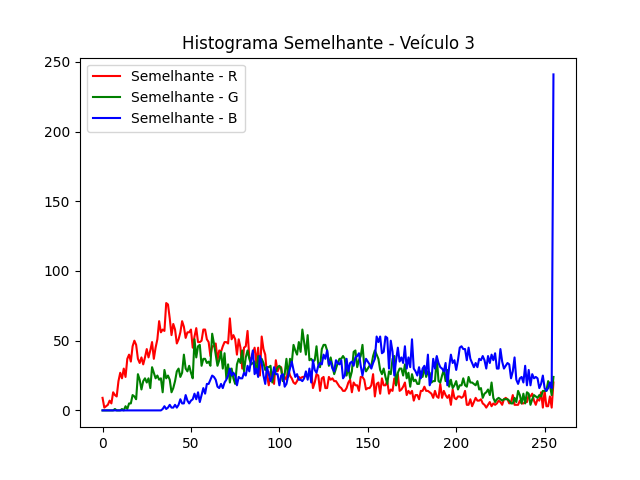 Histograma Semelhante - Veículo 3
Semelhante - R
Semelhante - G
Semelhante - B
250
200
150
100
50
0
0 50 100 150 200 250